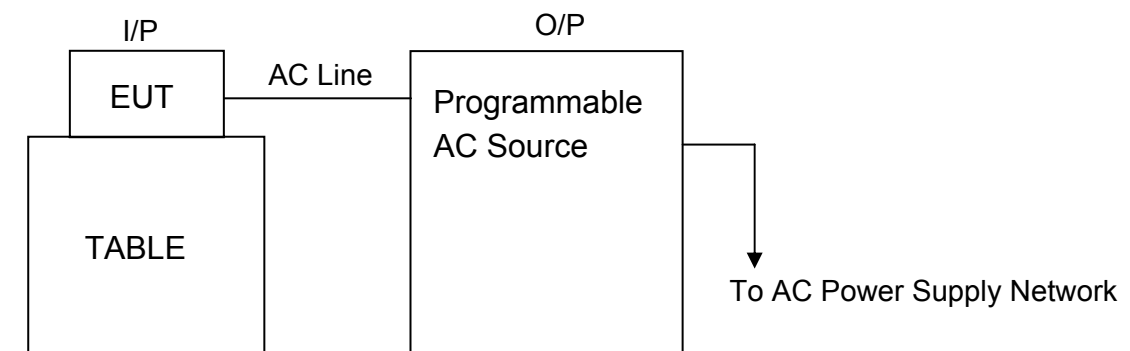 I/P
O/P
EUT
AC Line
Programmable
AC Source
TABLE
To AC Power Supply Network